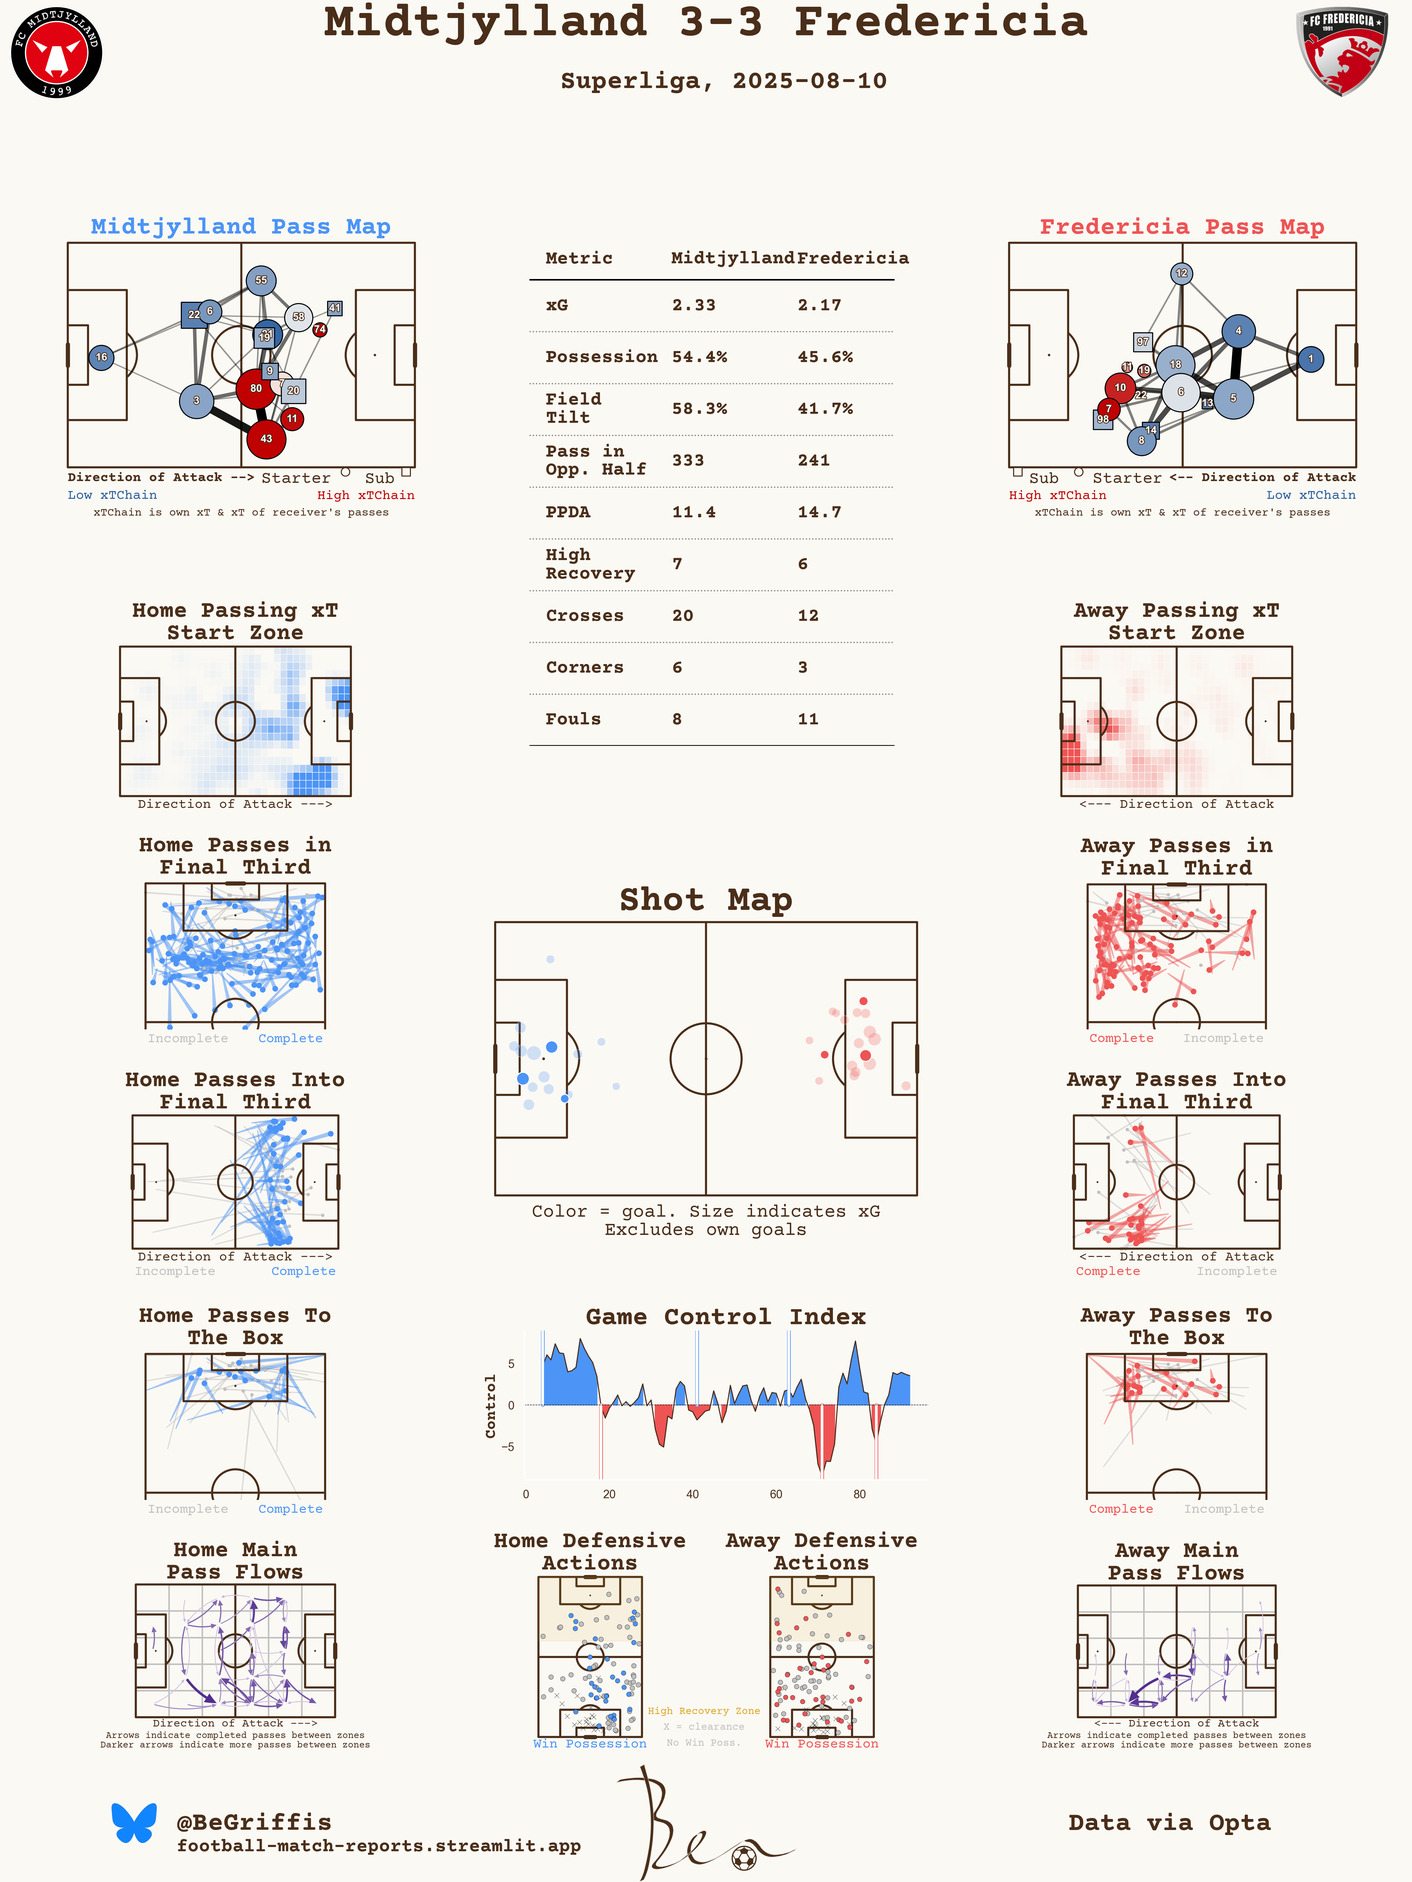 Midtjylland 3-3 Fredericia
Superliga, 2025-08-10
FC MIDTJYLLAND
1999
FC FREDERICIA
1991
Midtjylland Pass Map
55
22
6
58
41
74
19
16
9
80
20
3
11
43
Direction of Attack --> Starter Sub
Low xTChain High xTChain
xTChain is own xT & xT of receiver's passes
Metric Midtjylland Fredericia
xG 2.33 2.17
Possession 54.4% 45.6%
Field
Tilt 58.3% 41.7%
Pass in
Opp. Half 333 241
PPDA 11.4 14.7
High
Recovery 7 6
Crosses 20 12
Corners 6 3
Fouls 8 11
Fredericia Pass Map
12
4
97
1
18
11
19
10
22
6
5
13
7
98
14
8
Sub Starter <-- Direction of Attack
High xTChain Low xTChain
xTChain is own xT & xT of receiver's passes
Home Passing xT
Start Zone
Direction of Attack --->
Away Passing xT
Start Zone
<--- Direction of Attack
Home Passes in
Final Third
Incomplete Complete
Away Passes in
Final Third
Complete Incomplete
Shot Map
Color = goal. Size indicates xG
Excludes own goals
Home Passes Into
Final Third
Direction of Attack --->
Incomplete Complete
Away Passes Into
Final Third
<--- Direction of Attack
Complete Incomplete
Home Passes To
The Box
Incomplete Complete
Game Control Index
Control
5
0
−5
0 20 40 60 80
Away Passes To
The Box
Complete Incomplete
Home Main
Pass Flows
Direction of Attack --->
Arrows indicate completed passes between zones
Darker arrows indicate more passes between zones
Home Defensive
Actions
Win Possession
High Recovery Zone
X = clearance
No Win Poss.
Away Defensive
Actions
Win Possession
Away Main
Pass Flows
<--- Direction of Attack
Arrows indicate completed passes between zones
Darker arrows indicate more passes between zones
@BeGriffis
football-match-reports.streamlit.app
Ben
Data via Opta